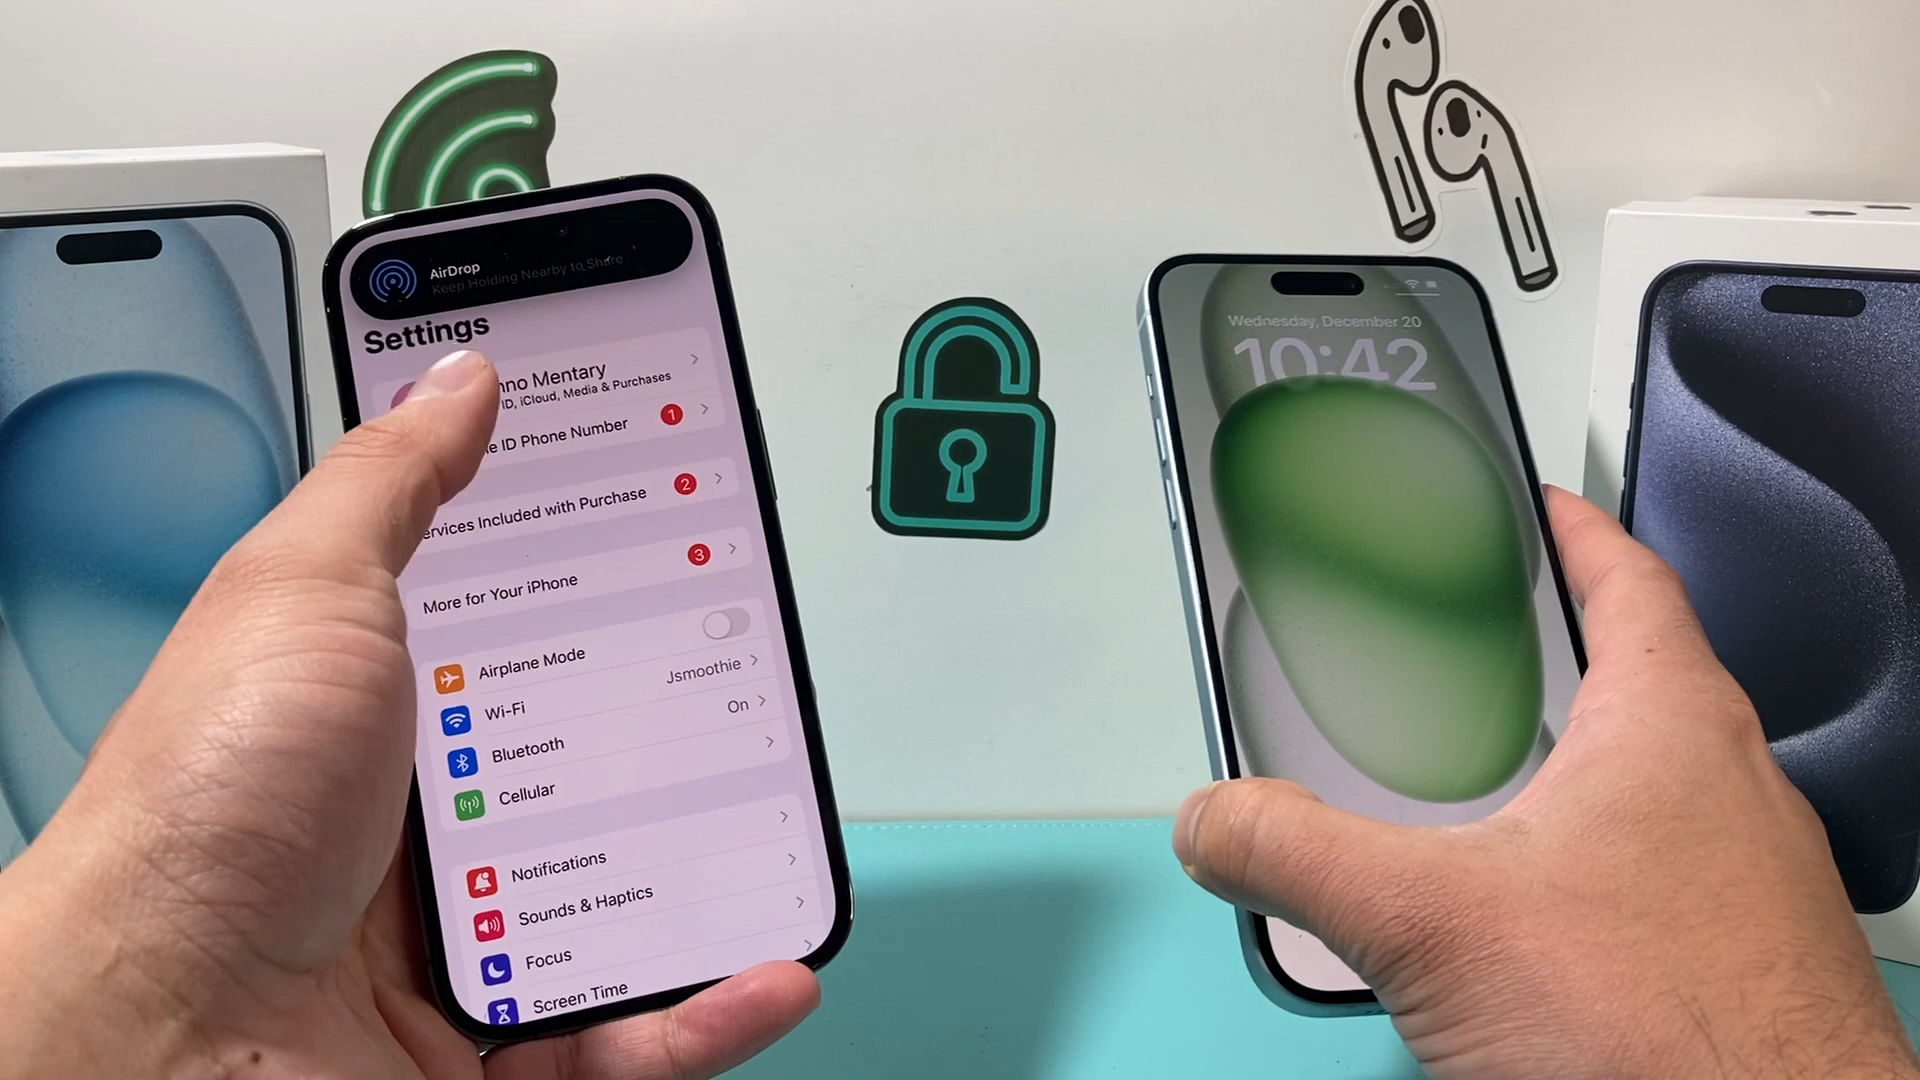 AirDrop
Keep Holding Nearby to Share
Settings
nno Mentary
ID, iCloud, Media & Purchases
e ID Phone Number 1
ervices Included with Purchase 2
More for Your iPhone 3
Airplane Mode
Wi-Fi Jsmoothie
Bluetooth On
Cellular
Notifications
Sounds & Haptics
Focus
Screen Time
Wednesday, December 20
10:42